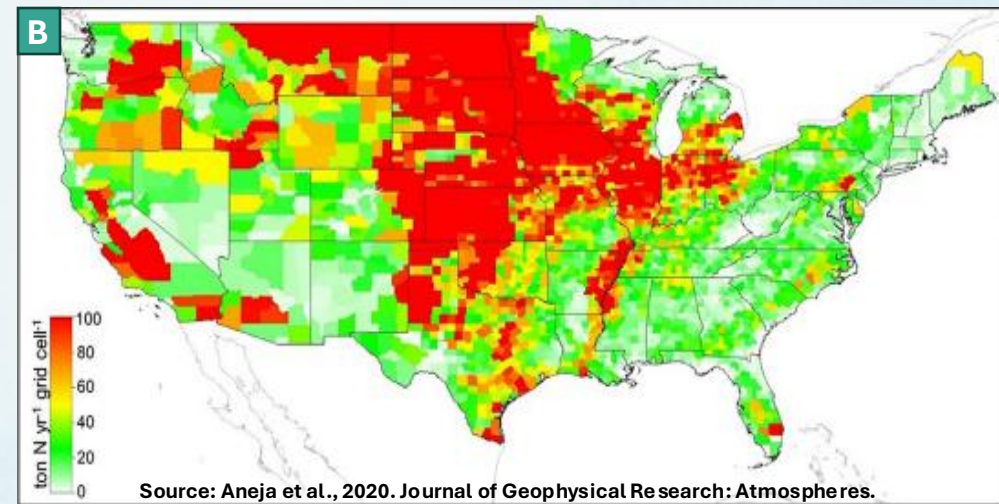 B
ton N yr⁻¹ grid cell⁻¹
100
80
60
40
20
0
Source: Aneja et al., 2020. Journal of Geophysical Research: Atmospheres.